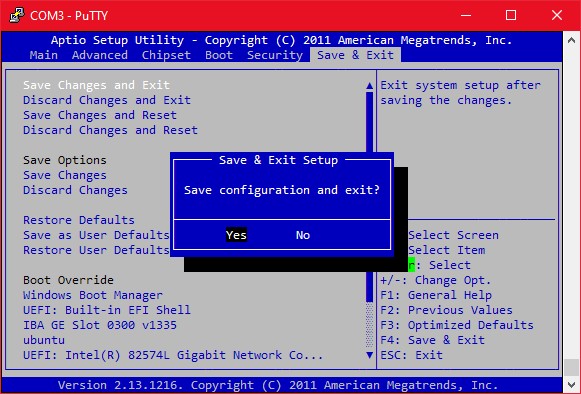 COM3 - PuTTY
Aptio Setup Utility - Copyright (C) 2011 American Megatrends, Inc.
Main Advanced Chipset Boot Security Save & Exit
Save Changes and Exit
Discard Changes and Exit
Save Changes and Reset
Discard Changes and Reset
Save Options
Save Changes
Discard Changes
Restore Defaults
Save as User Defaults
Restore User Defaults
Boot Override
Windows Boot Manager
UEFI: Built-in EFI Shell
IBA GE Slot 0300 v1335
ubuntu
UEFI: Intel(R) 82574L Gigabit Network Co...
Exit system setup after
saving the changes.
Save & Exit Setup
Save configuration and exit?
Yes No
Select Screen
Select Item
r: Select
+/-: Change Opt.
F1: General Help
F2: Previous Values
F3: Optimized Defaults
F4: Save & Exit
ESC: Exit
Version 2.13.1216. Copyright (C) 2011 American Megatrends, Inc.